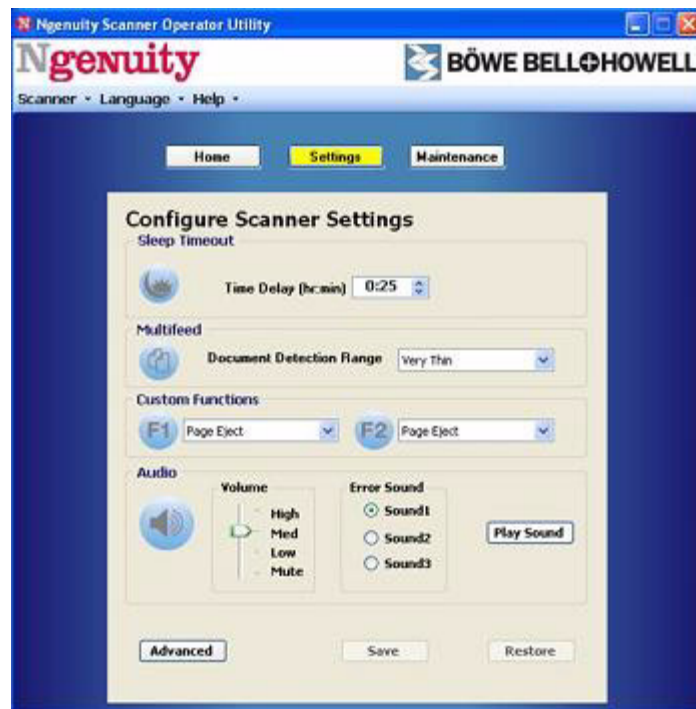 Ngenuity Scanner Operator Utility
Ngenuity
BÖWE BELL+HOWELL
Scanner Language Help
Home Settings Maintenance
Configure Scanner Settings
Sleep Timeout
Time Delay (hr:min) 0:25
Multifeed
Document Detection Range Very Thin
Custom Functions
F1 Page Eject F2 Page Eject
Audio
Volume Error Sound
High Sound1
Med Sound2 Play Sound
Low Sound3
Mute
Advanced Save Restore